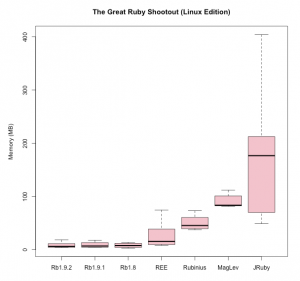 The Great Ruby Shootout (Linux Edition)
Memory (MB)
400
300
200
100
0
Rb1.9.2 Rb1.9.1 Rb1.8 REE Rubinius MagLev JRuby